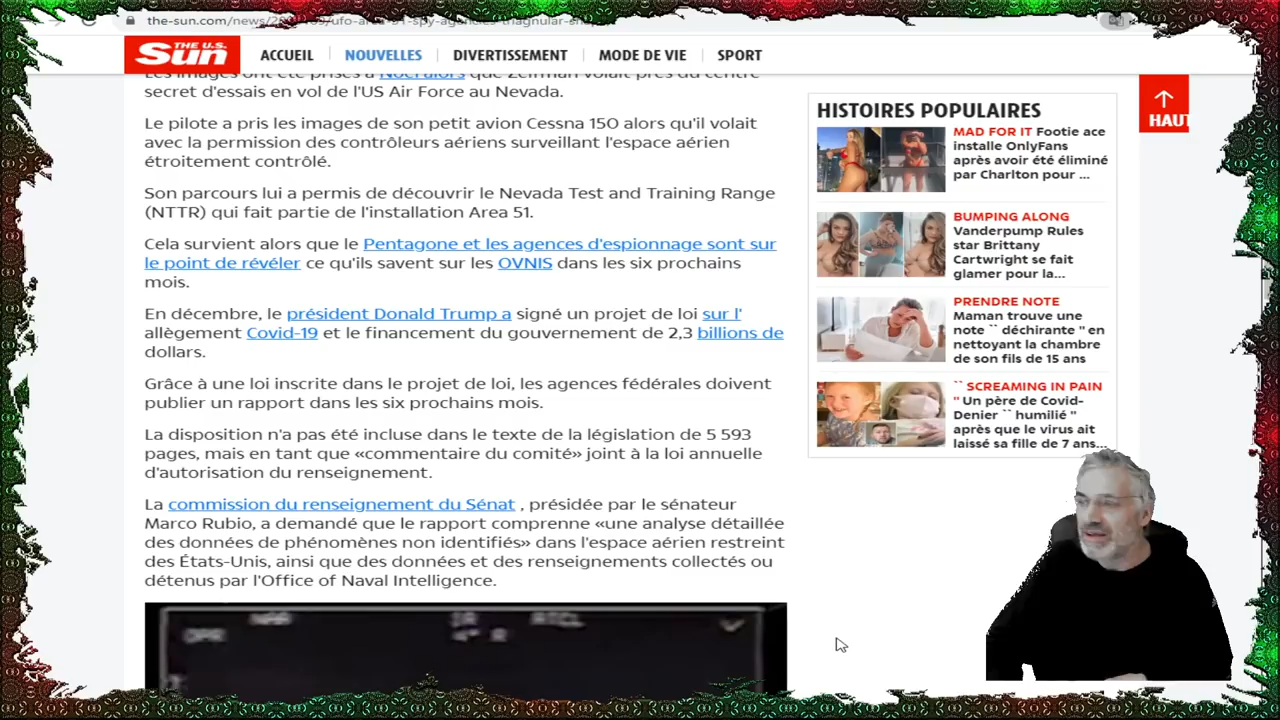 the-sun.com/news/
THE U.S.
Sun
ACCUEIL
NOUVELLES
DIVERTISSEMENT
MODE DE VIE
SPORT
Les images ont été prises à Noël alors que Zeifman volait près du centre
secret d'essais en vol de l'US Air Force au Nevada.
Le pilote a pris les images de son petit avion Cessna 150 alors qu'il volait
avec la permission des contrôleurs aériens surveillant l'espace aérien
étroitement contrôlé.
Son parcours lui a permis de découvrir le Nevada Test and Training Range
(NTTR) qui fait partie de l'installation Area 51.
Cela survient alors que le Pentagone et les agences d'espionnage sont sur
le point de révéler ce qu'ils savent sur les OVNIS dans les six prochains
mois.
En décembre, le président Donald Trump a signé un projet de loi sur l'
allègement Covid-19 et le financement du gouvernement de 2,3 billions de
dollars.
Grâce à une loi inscrite dans le projet de loi, les agences fédérales doivent
publier un rapport dans les six prochains mois.
La disposition n'a pas été incluse dans le texte de la législation de 5 593
pages, mais en tant que «commentaire du comité» joint à la loi annuelle
d'autorisation du renseignement.
La commission du renseignement du Sénat , présidée par le sénateur
Marco Rubio, a demandé que le rapport comprenne «une analyse détaillée
des données de phénomènes non identifiés» dans l'espace aérien restreint
des États-Unis, ainsi que des données et des renseignements collectés ou
détenus par l'Office of Naval Intelligence.
HISTOIRES POPULAIRES
MAD FOR IT Footie ace
installe OnlyFans
après avoir été éliminé
par Charlton pour ...
BUMPING ALONG
Vanderpump Rules
star Brittany
Cartwright se fait
glamer pour la...
PRENDRE NOTE
Maman trouve une
note `` déchirante '' en
nettoyant la chambre
de son fils de 15 ans
`` SCREAMING IN PAIN
'' Un père de Covid-
Denier `` humilié ''
après que le virus ait
laissé sa fille de 7 ans...
HAUT